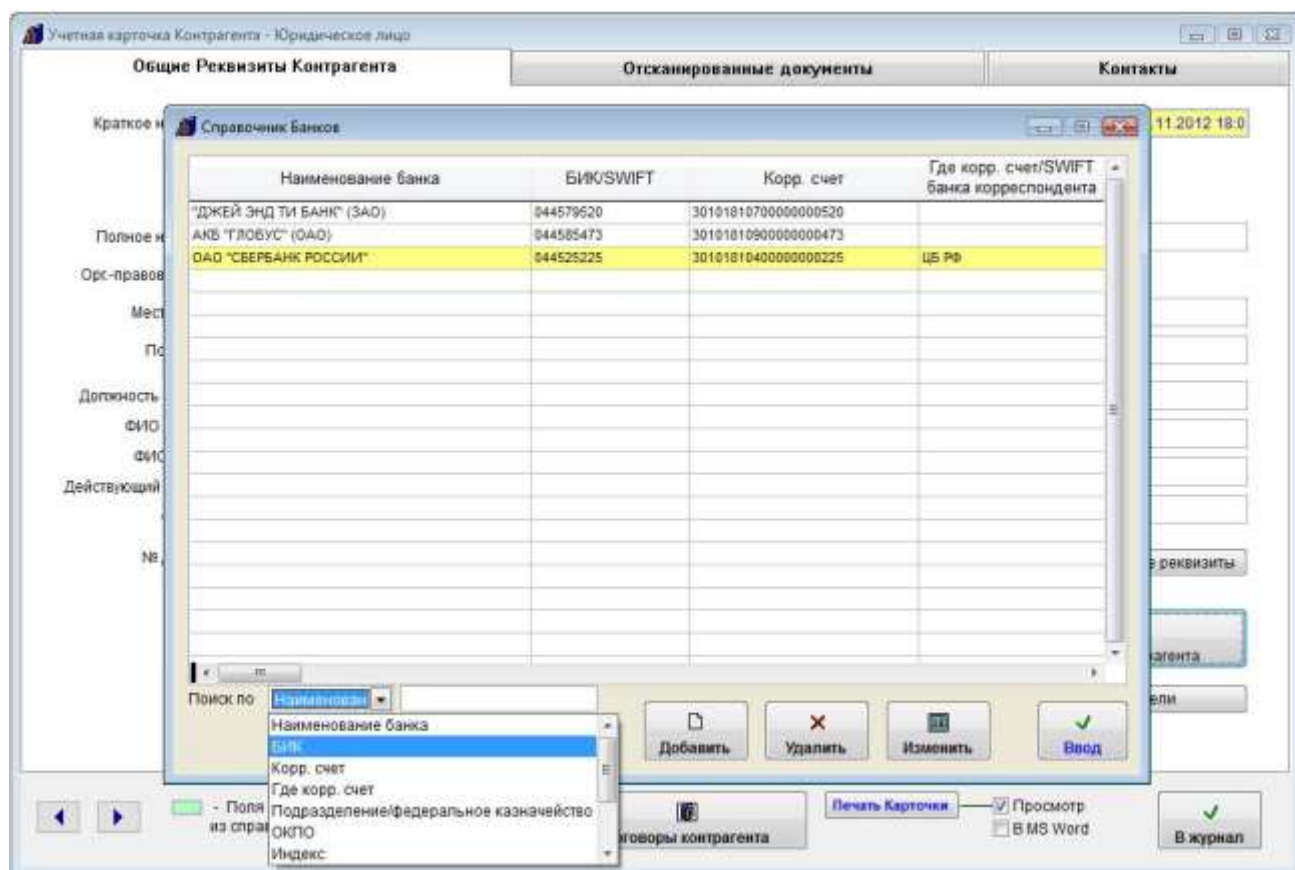 Учетная карточка Контрагента - Юридическое лицо
Общие Реквизиты Контрагента Отсканированные документы Контакты
Краткое н
11.2012 18:0
Справочник Банков
Наименование банка БИК/SWIFT Корр. счет Где корр. счет/SWIFT банка корреспондента
"ДЖЕЙ ЭНД ТИ БАНК" (ЗАО) 044579520 30101810700000000520
АКБ "ГЛОБУС" (ОАО) 044585473 30101810900000000473
ОАО "СБЕРБАНК РОССИИ" 044525225 30101810400000000225 ЦБ РФ
Полное н
Орг.-правов
Мест
По
Должность
ФИО
ФИО
Действующий
№
е реквизиты
рагента
ели
Поиск по Наименован
Наименование банка
БИК
Корр. счет
Где корр. счет
Подразделение/федеральное казначейство
ОКПО
Индекс
Добавить Удалить Изменить Ввод
- Поля
из справ
оговоры контрагента
Печать Карточки
Просмотр
В MS Word
В журнал